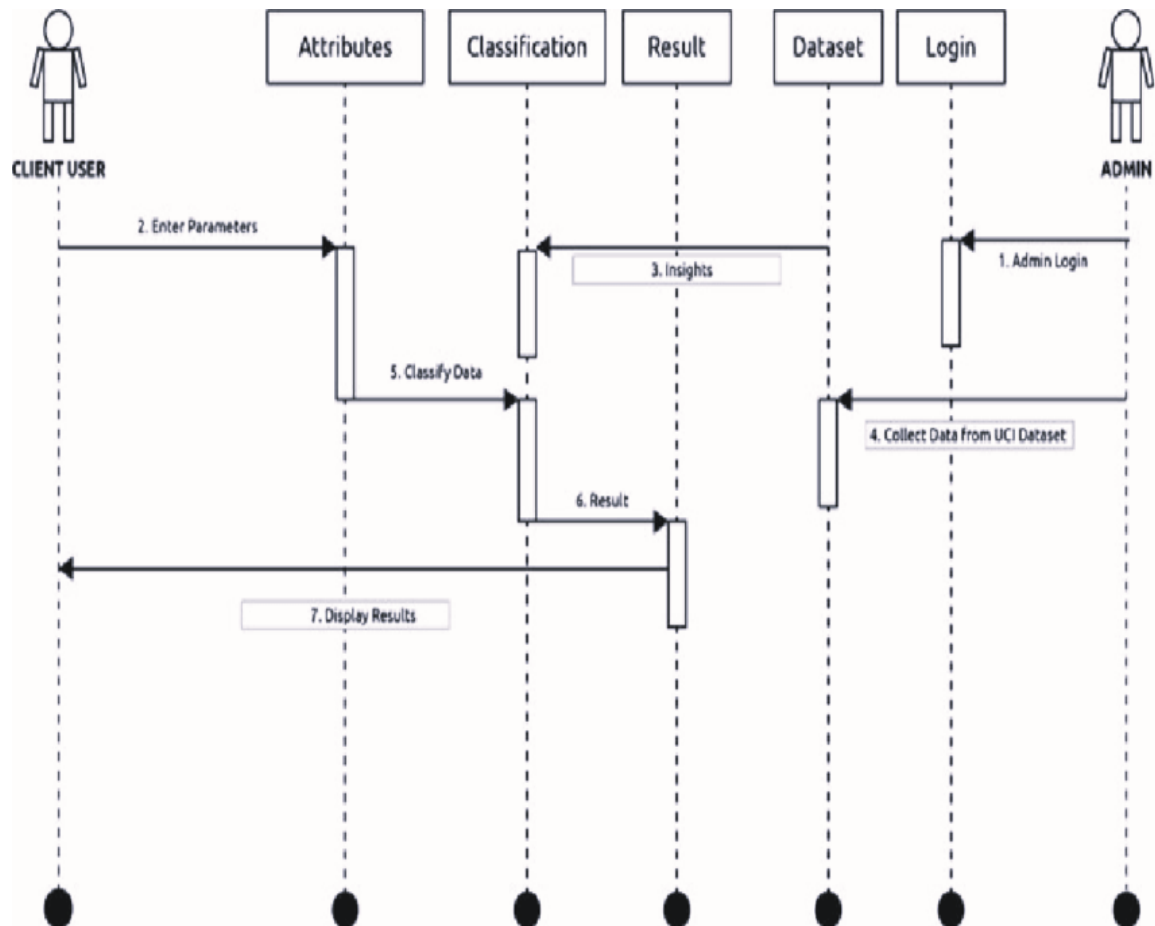 Attributes
Classification
Result
Dataset
Login
CLIENT USER
ADMIN
2. Enter Parameters
3. Insights
1. Admin Login
5. Classify Data
4. Collect Data from UCI Dataset
6. Result
7. Display Results